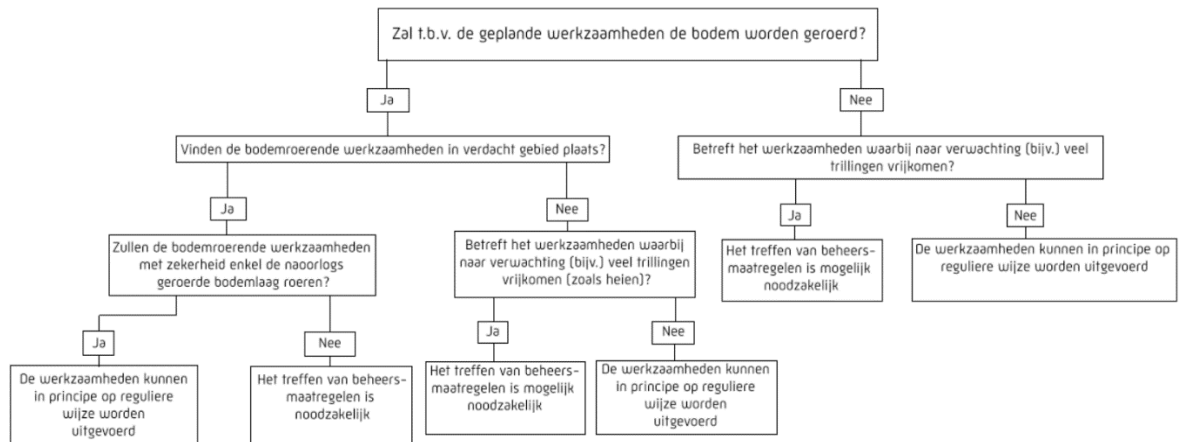 Zal t.b.v. de geplande werkzaamheden de bodem worden geroerd?
Ja
Nee
Vinden de bodemroerende werkzaamheden in verdacht gebied plaats?
Betreft het werkzaamheden waarbij naar verwachting (bijv.) veel
trillingen vrijkomen?
Ja
Nee
Ja
Nee
Zullen de bodemroerende werkzaamheden
met zekerheid enkel de naoorlogs
geroerde bodemlaag roeren?
Betreft het werkzaamheden waarbij
naar verwachting (bijv.) veel trillingen
vrijkomen (zoals heien)?
Het treffen van beheers-
maatregelen is mogelijk
noodzakelijk
De werkzaamheden kunnen in principe op
reguliere wijze worden uitgevoerd
Ja
Nee
Ja
Nee
De werkzaamheden kunnen
in principe op reguliere
wijze worden
uitgevoerd
Het treffen van beheers-
maatregelen is
noodzakelijk
Het treffen van beheers-
maatregelen is mogelijk
noodzakelijk
De werkzaamheden kunnen
in principe op reguliere
wijze worden
uitgevoerd